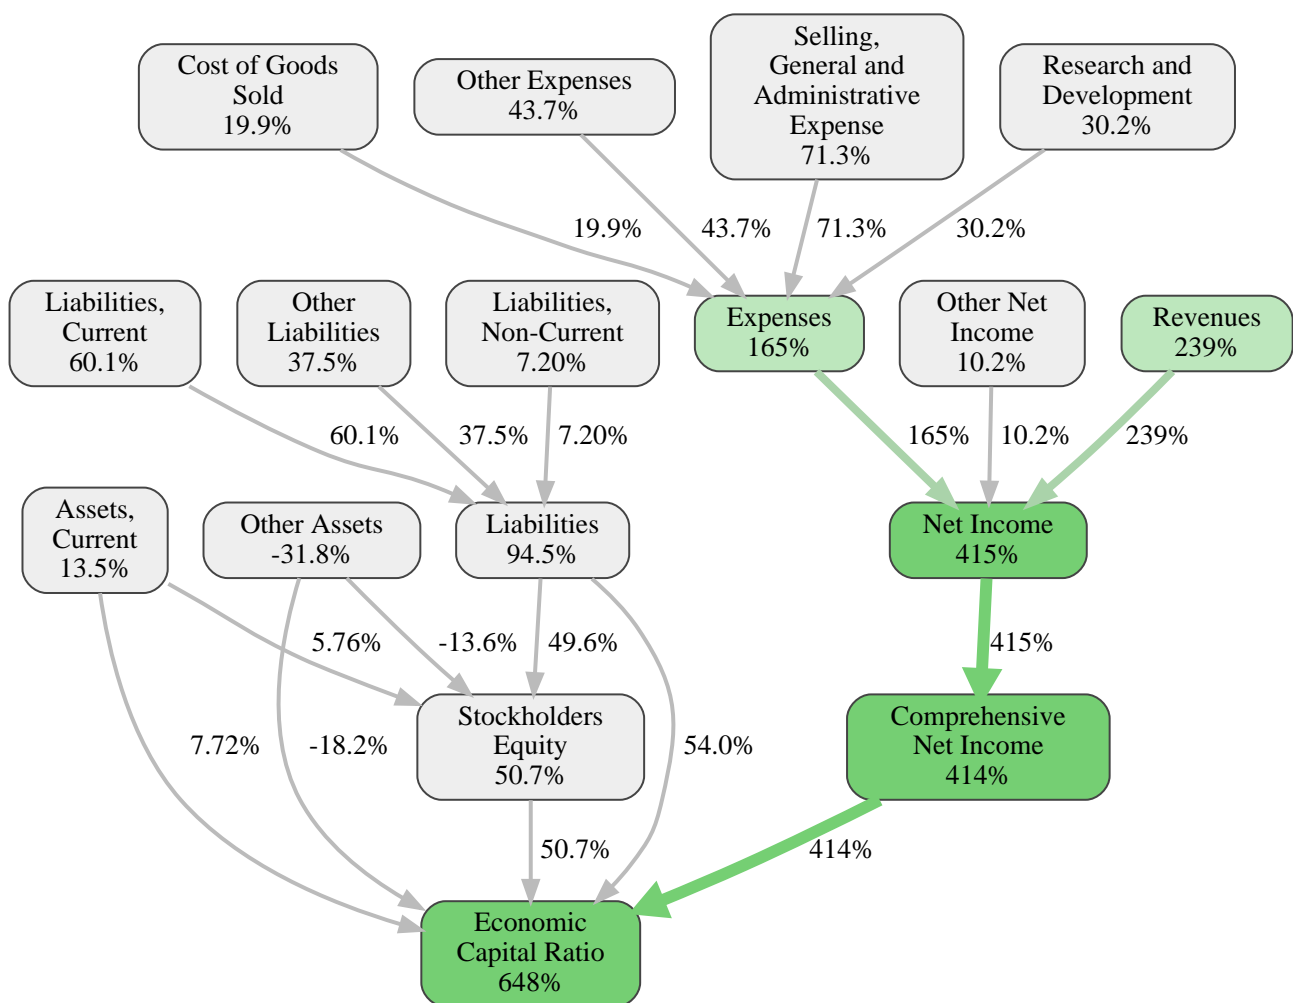 Cost of Goods
Sold
19.9%
Other Expenses
43.7%
Selling,
General and
Administrative
Expense
71.3%
Research and
Development
30.2%
19.9%
43.7%
71.3%
30.2%
Liabilities,
Current
60.1%
Other
Liabilities
37.5%
Liabilities,
Non-Current
7.20%
Expenses
165%
Other Net
Income
10.2%
Revenues
239%
60.1%
37.5%
7.20%
165%
10.2%
239%
Assets,
Current
13.5%
Other Assets
-31.8%
Liabilities
94.5%
Net Income
415%
5.76%
-13.6%
49.6%
415%
7.72%
-18.2%
Stockholders
Equity
50.7%
54.0%
Comprehensive
Net Income
414%
50.7%
414%
Economic
Capital Ratio
648%